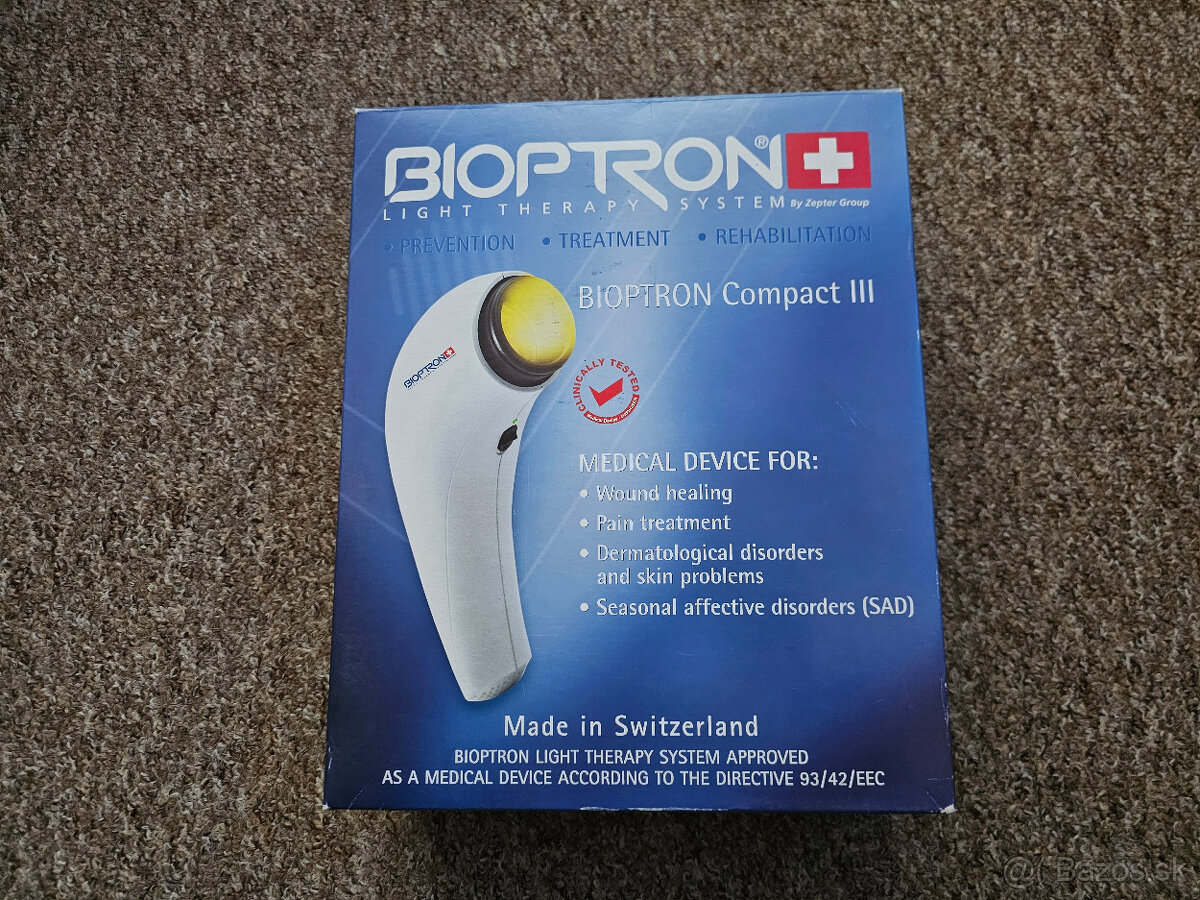 BIOPTRON®
LIGHT THERAPY SYSTEM By Zepter Group
• PREVENTION • TREATMENT • REHABILITATION
BIOPTRON Compact III
BIOPTRON
CLINICALLY TESTED
MEDICAL DEVICE FOR:
• Wound healing
• Pain treatment
• Dermatological disorders
and skin problems
• Seasonal affective disorders (SAD)
Made in Switzerland
BIOPTRON LIGHT THERAPY SYSTEM APPROVED
AS A MEDICAL DEVICE ACCORDING TO THE DIRECTIVE 93/42/EEC
@ Bazos.sk